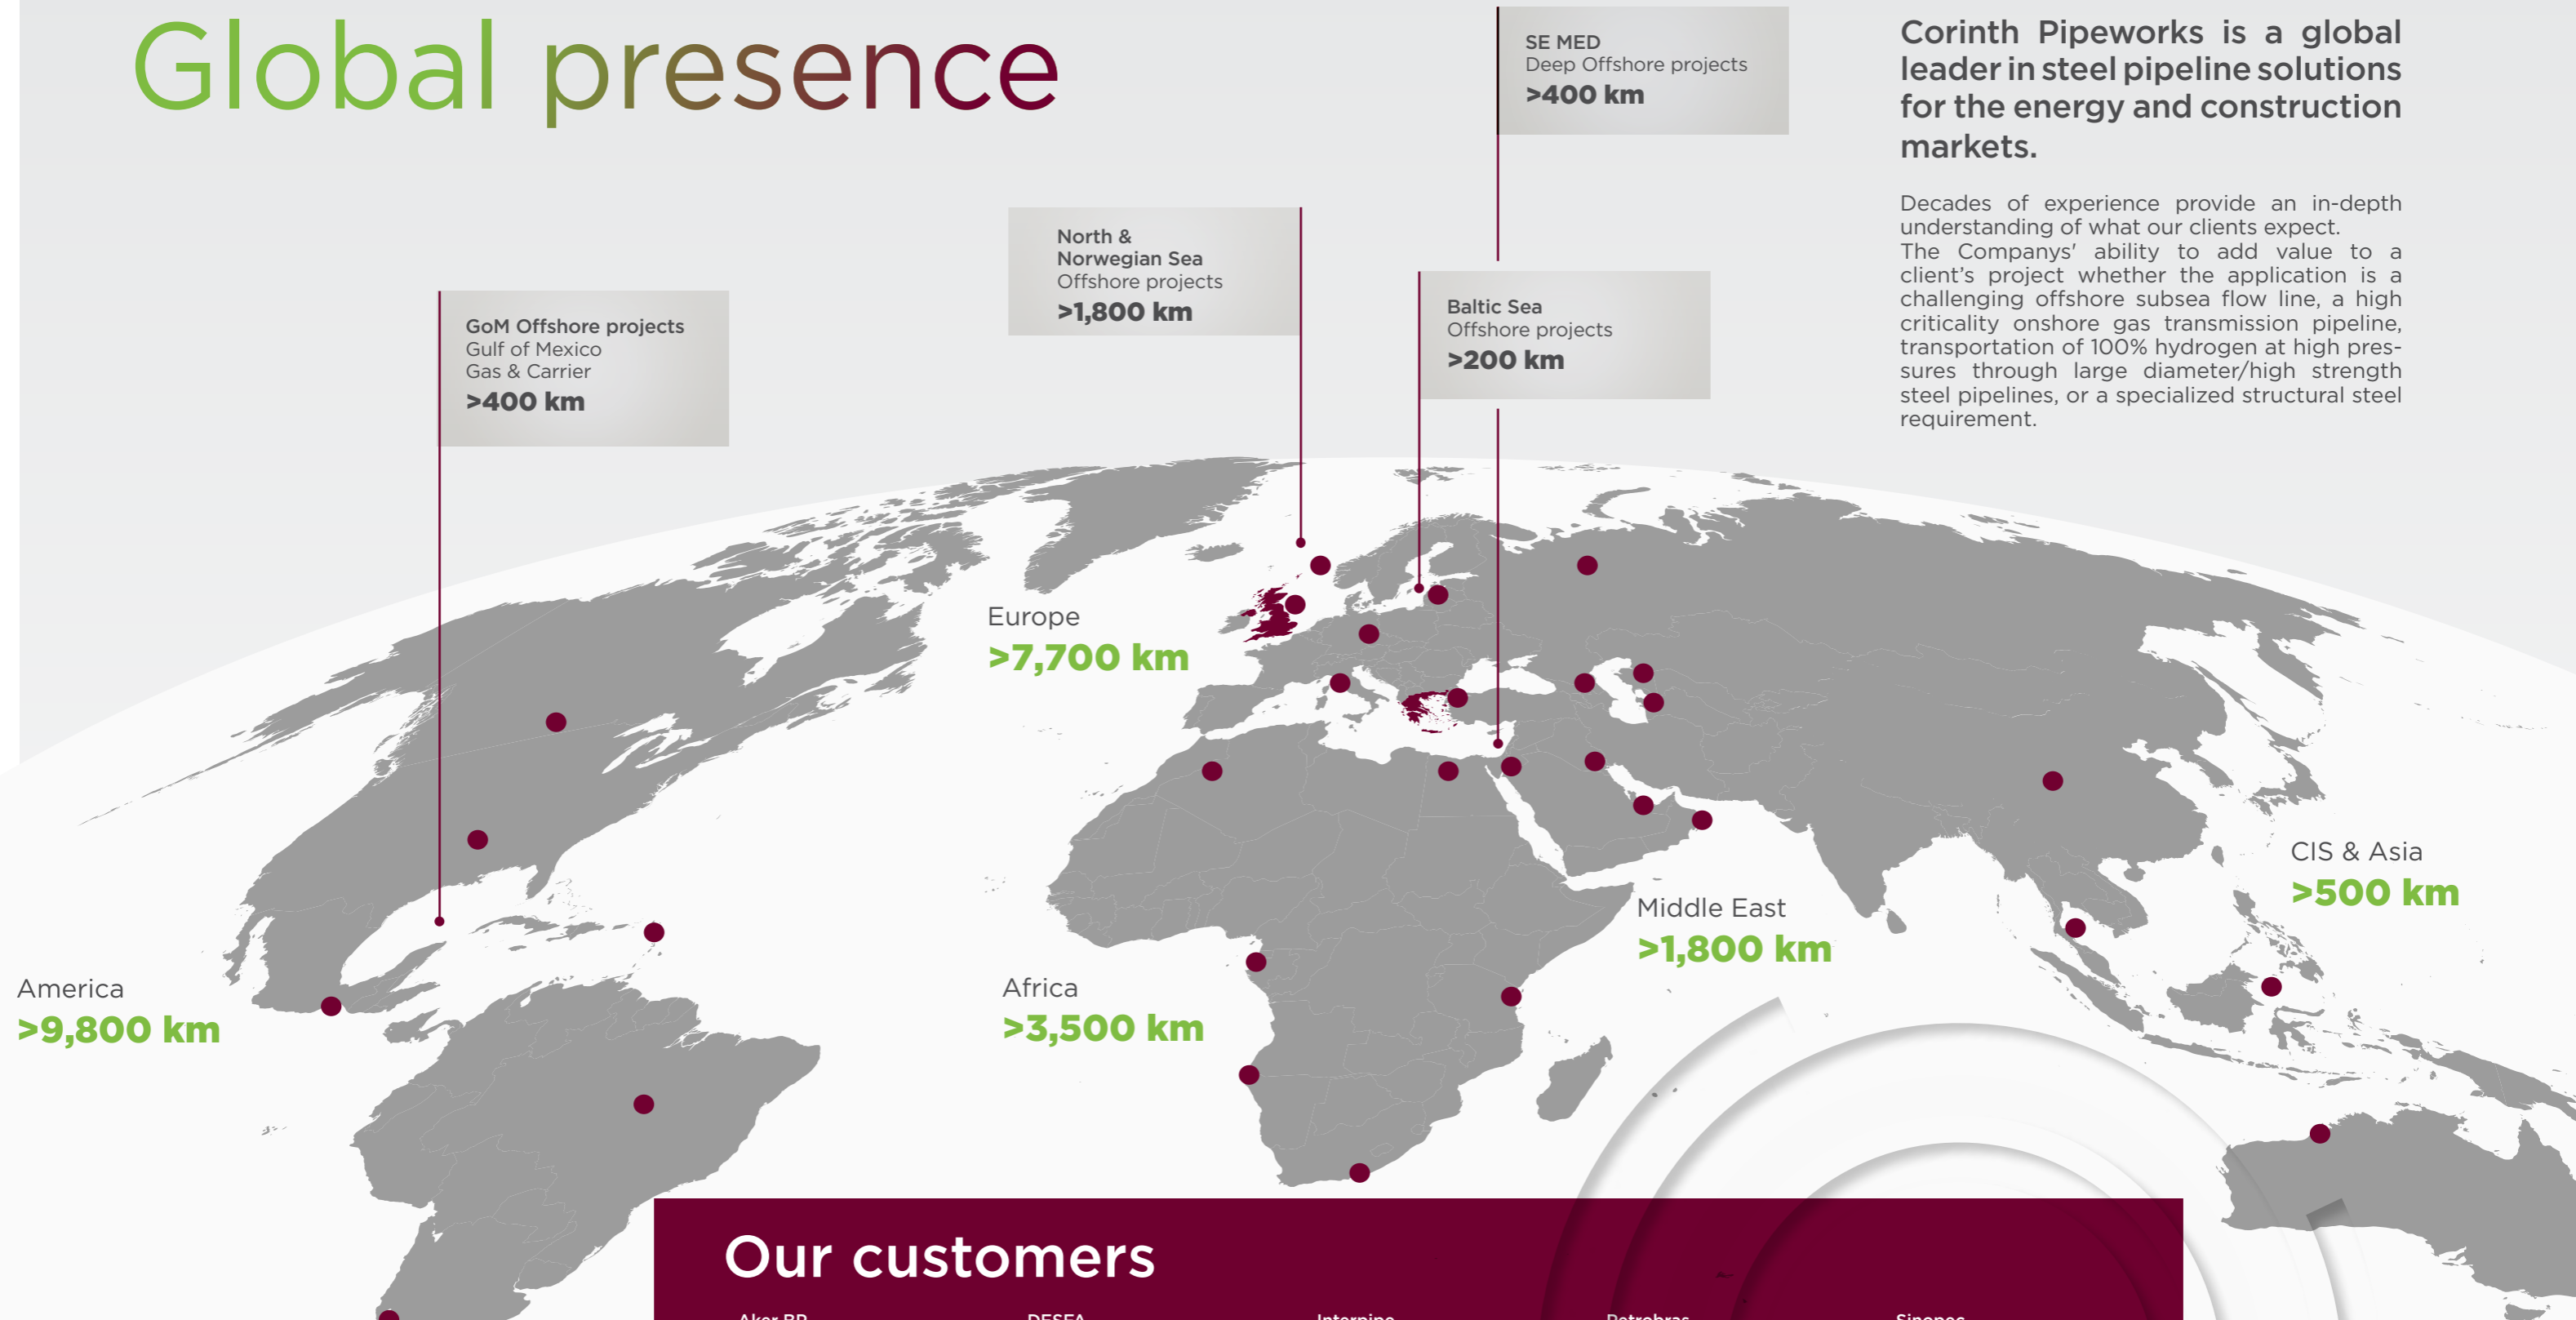 Global presence
SE MED
Deep Offshore projects
>400 km
Corinth Pipeworks is a global
leader in steel pipeline solutions
for the energy and construction
markets.
Decades of experience provide an in-depth
understanding of what our clients expect.
The Companys' ability to add value to a
client's project whether the application is a
challenging offshore subsea flow line, a high
criticality onshore gas transmission pipeline,
transportation of 100% hydrogen at high pres-
sures through large diameter/high strength
steel pipelines, or a specialized structural steel
requirement.
North &
Norwegian Sea
Offshore projects
>1,800 km
Baltic Sea
Offshore projects
>200 km
GoM Offshore projects
Gulf of Mexico
Gas & Carrier
>400 km
Europe
>7,700 km
CIS & Asia
>500 km
Middle East
>1,800 km
America
>9,800 km
Africa
>3,500 km
Our customers
Aker BP
DESFA
Interpipe
Petrobras
Sinopec